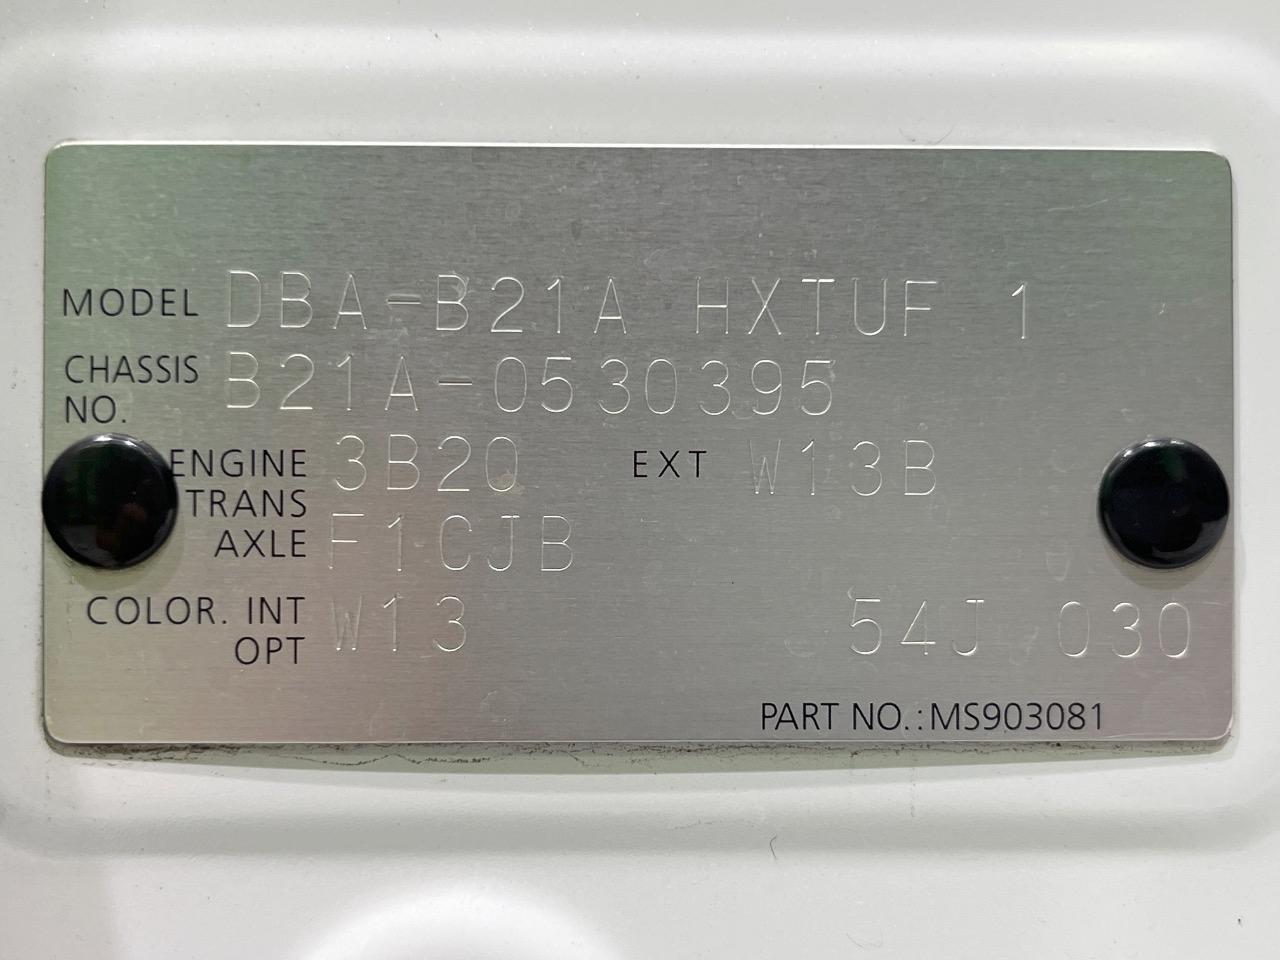 MODEL DBA-B21A HXTUF 1
CHASSIS NO. B21A-0530395
ENGINE 3B20 EXT W13B
TRANS AXLE F1CJB
COLOR. INT OPT W13 54J 030
PART NO.:MS903081